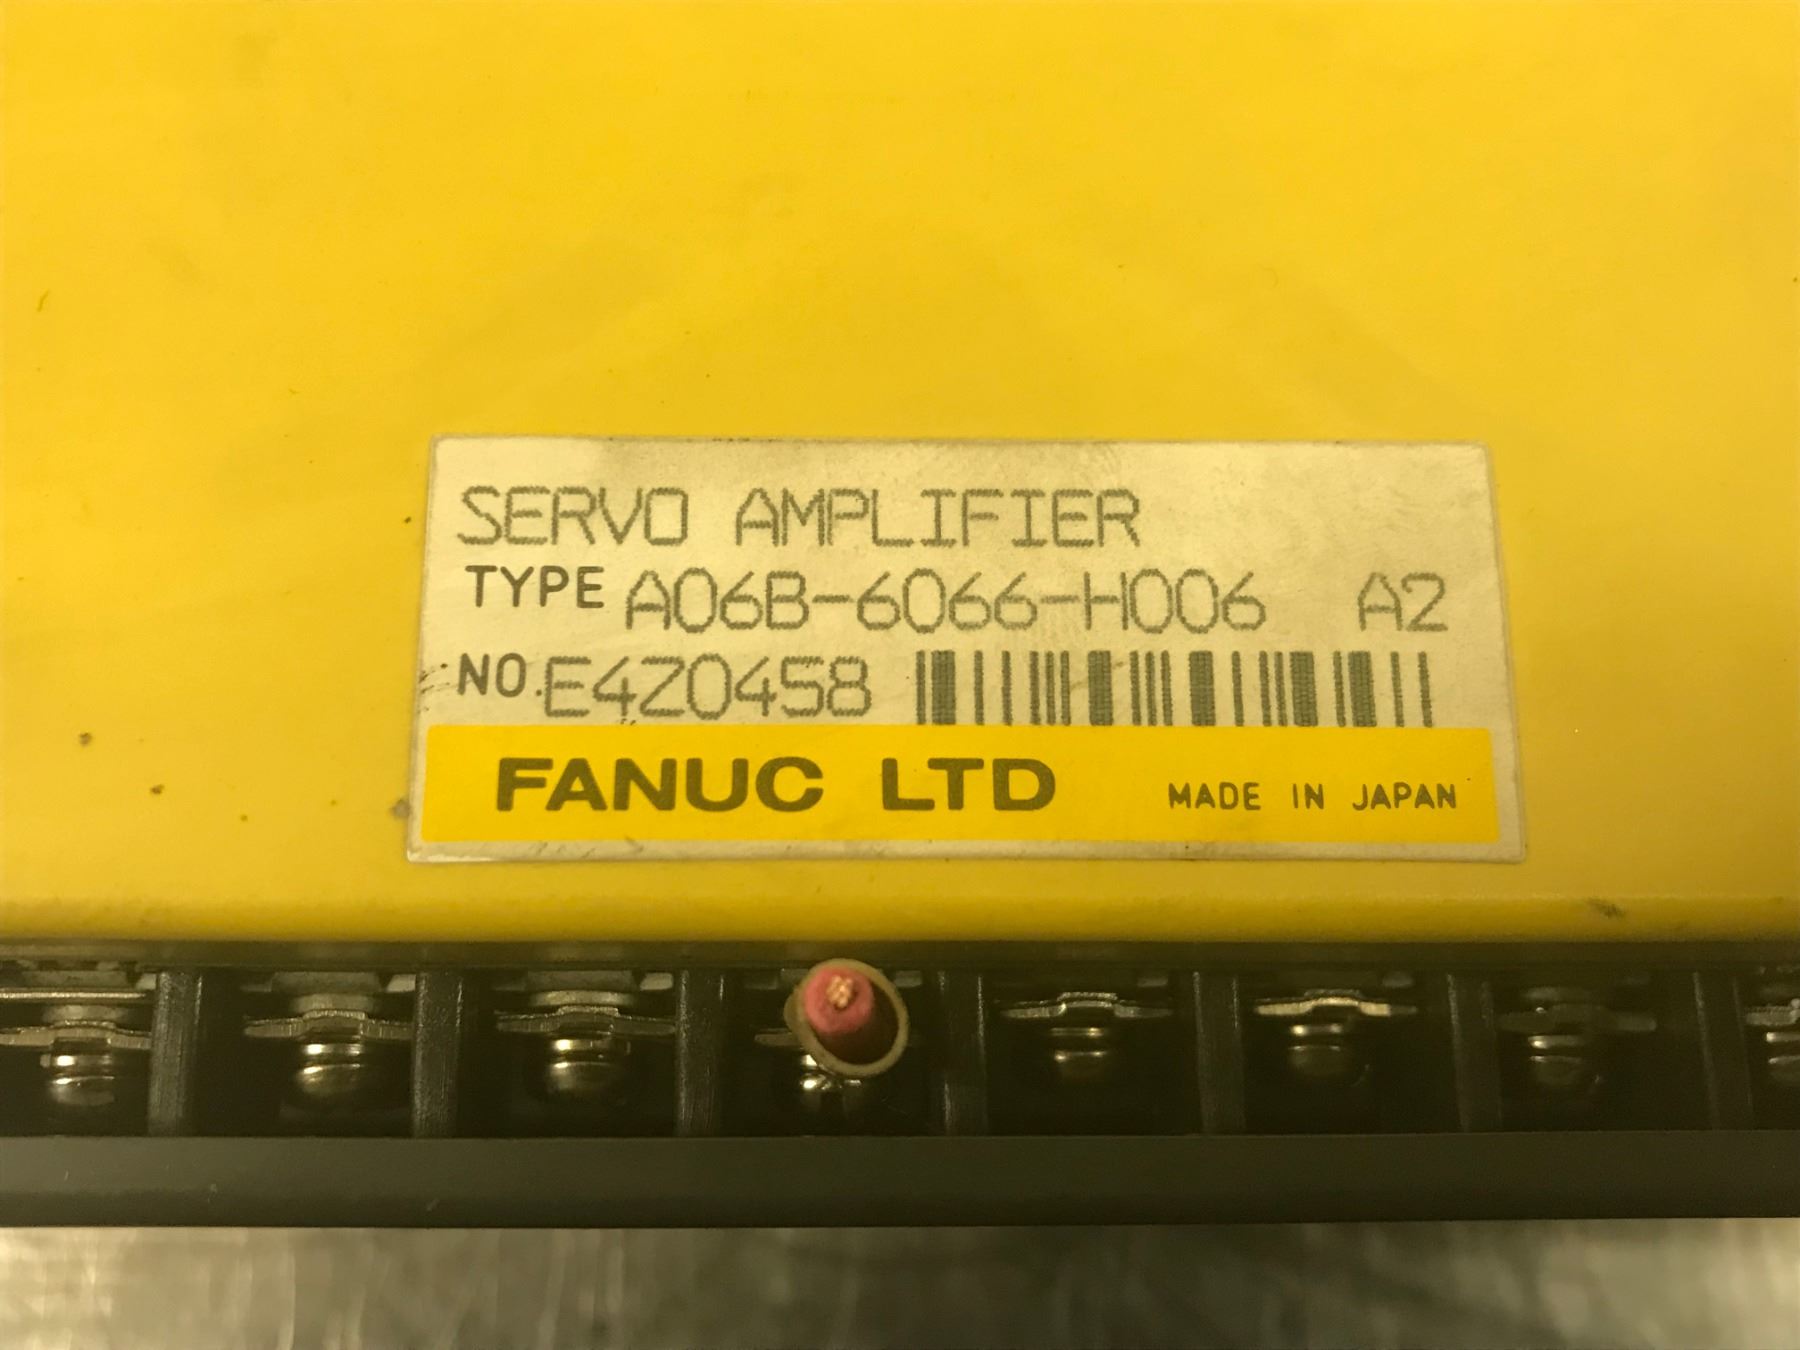 SERVO AMPLIFIER
TYPE A06B-6066-H006 A2
NO. E4Z0458
FANUC LTD MADE IN JAPAN